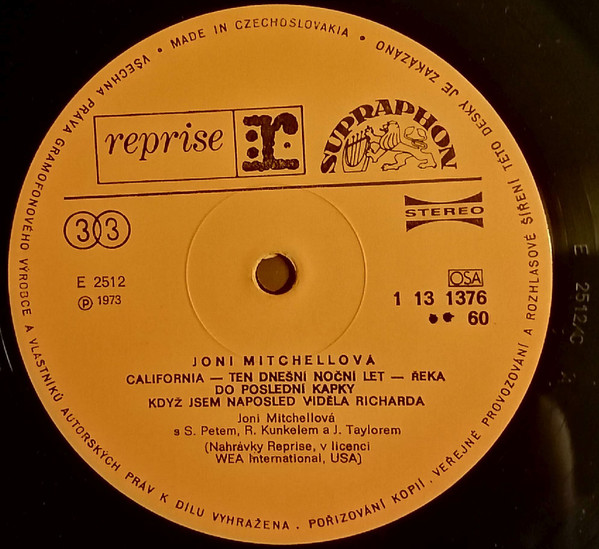 VŠECHNA PRÁVA GRAMOFONOVÉHO VÝROBCE A VLASTNÍKŮ AUTORSKÝCH PRÁV K DÍLU VYHRAŽENA . POŘIZOVÁNÍ KOPIÍ . VEŘEJNÉ PROVOZOVÁNÍ A ROZHLASOVÉ ŠÍŘENÍ TÉTO DESKY JE ZAKÁZÁNO • MADE IN CZECHOSLOVAKIA •
reprise r:
SUPRAPHON
33
STEREO
E 2512
Ⓟ 1973
OSA
1 13 1376
•• 60
JONI MITCHELLOVÁ
CALIFORNIA — TEN DNEŠNÍ NOČNÍ LET — ŘEKA
DO POSLEDNÍ KAPKY
KDYŽ JSEM NAPOSLED VIDĚLA RICHARDA
Joni Mitchellová
s S. Petem, R. Kunkelem a J. Taylorem
(Nahrávky Reprise, v licenci
WEA International, USA)
E 2512/C A